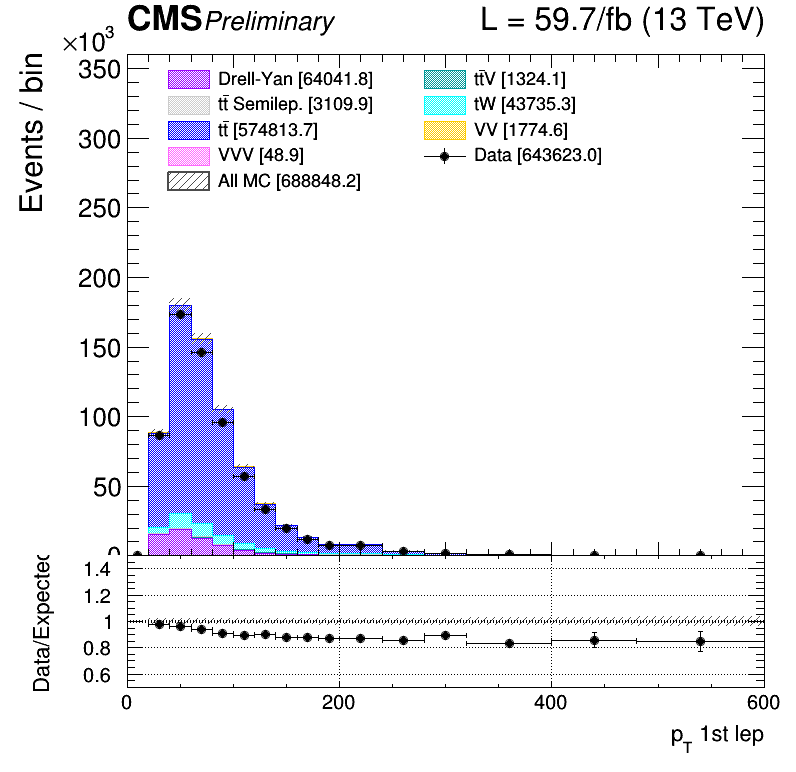 CMS Preliminary L = 59.7/fb (13 TeV)
×10³
Events / bin
350
300
250
200
150
100
50
0
Drell-Yan [64041.8]
tt̄ Semilep. [3109.9]
tt̄ [574813.7]
VVV [48.9]
All MC [688848.2]
tt̄V [1324.1]
tW [43735.3]
VV [1774.6]
Data [643623.0]
Data/Expected
1.4
1.2
1
0.8
0.6
0 200 400 600
p_T 1st lep